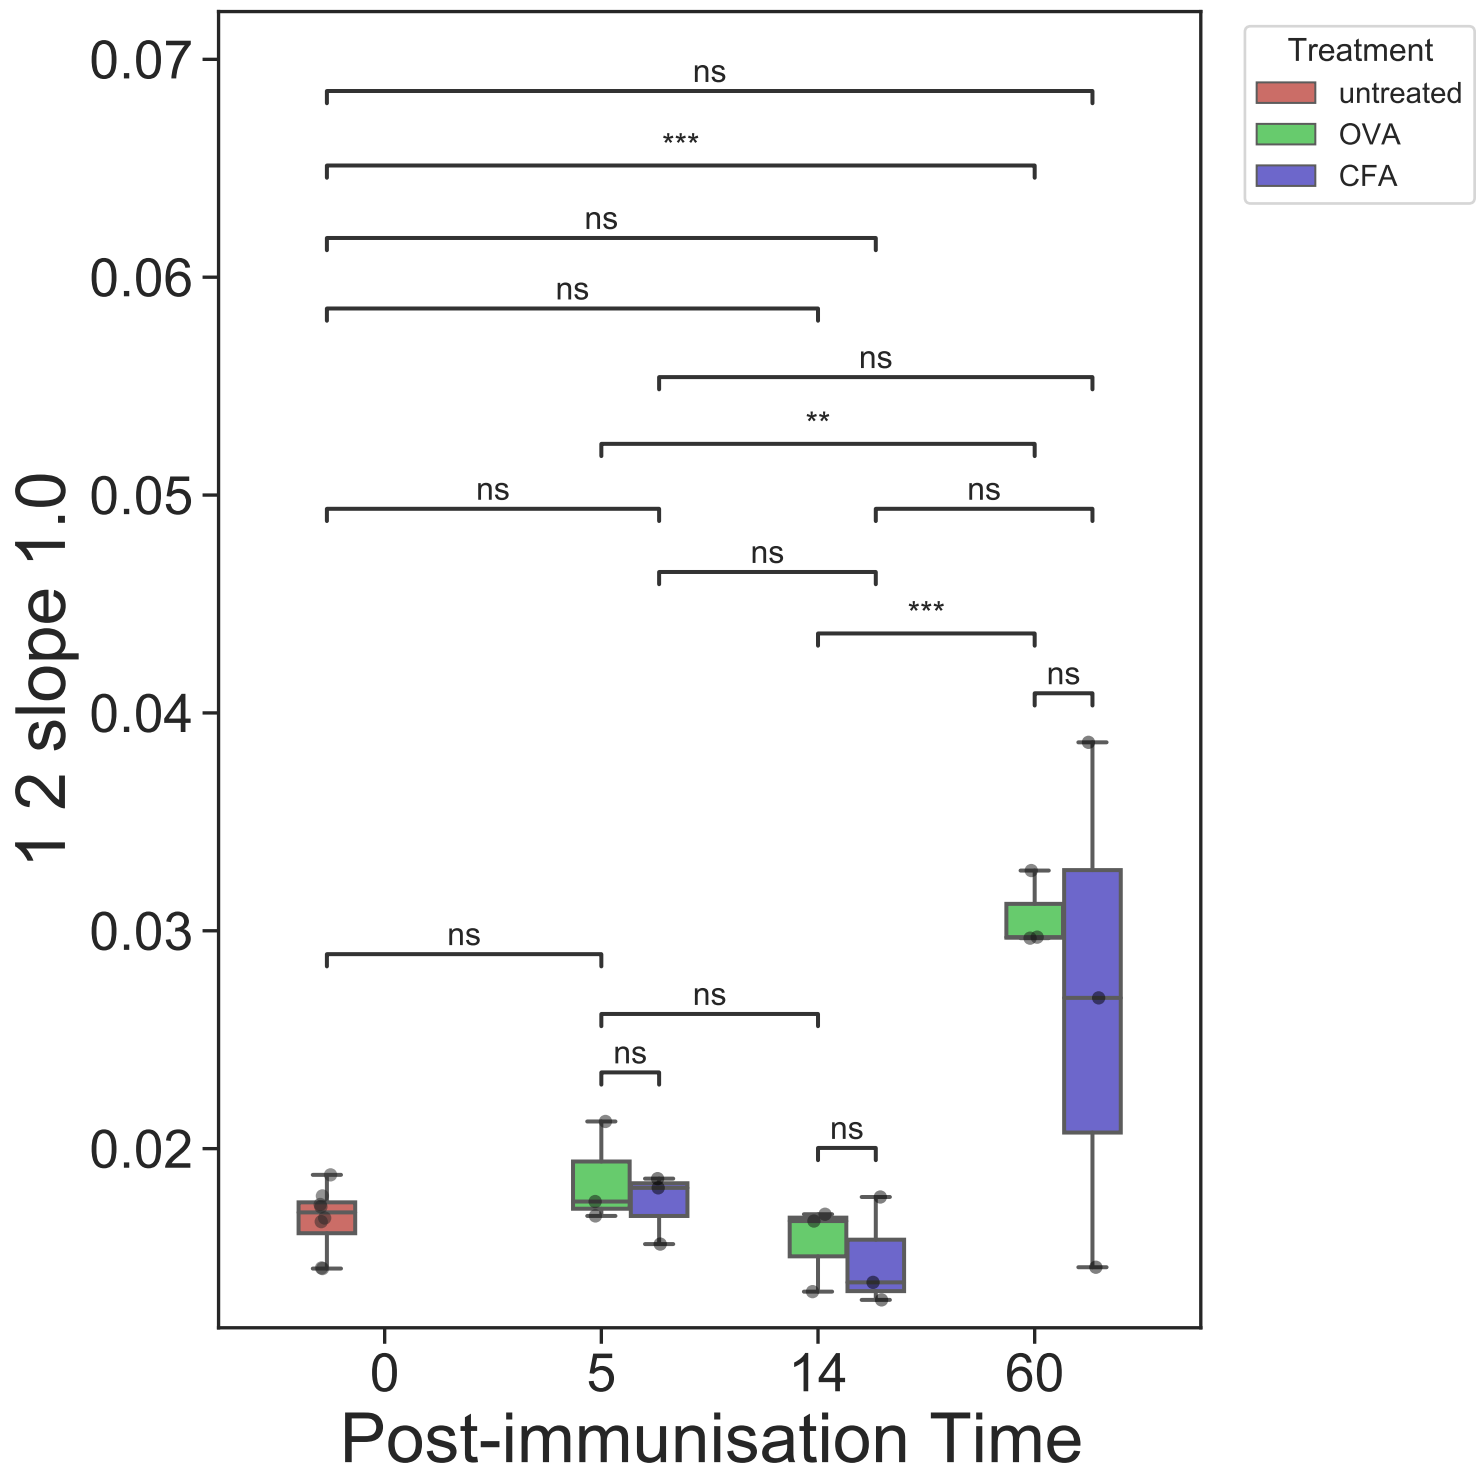 Treatment
untreated
OVA
CFA
0.07
0.06
0.05
0.04
0.03
0.02
1 2 slope 1.0
ns
***
ns
ns
ns
**
ns
ns
ns
***
ns
ns
ns
ns
ns
0
5
14
60
Post-immunisation Time